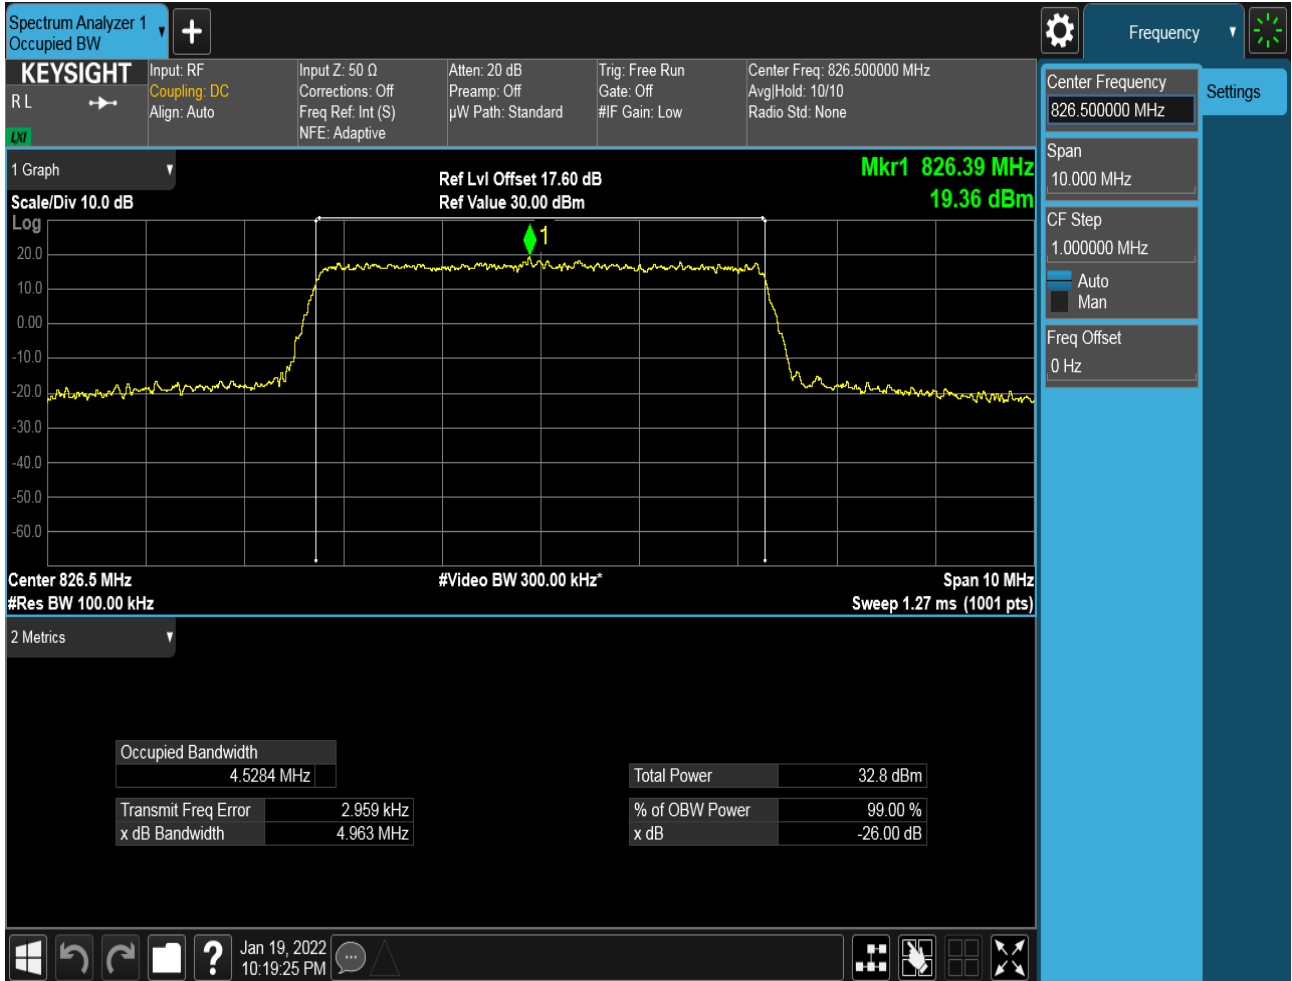 Spectrum Analyzer 1
Occupied BW
Frequency
KEYSIGHT
R L
LXI
Input: RF
Coupling: DC
Align: Auto
Input Z: 50 Ω
Corrections: Off
Freq Ref: Int (S)
NFE: Adaptive
Atten: 20 dB
Preamp: Off
µW Path: Standard
Trig: Free Run
Gate: Off
#IF Gain: Low
Center Freq: 826.500000 MHz
Avg|Hold: 10/10
Radio Std: None
Center Frequency
826.500000 MHz
Settings
Span
10.000 MHz
CF Step
1.000000 MHz
Auto
Man
Freq Offset
0 Hz
1 Graph
Scale/Div 10.0 dB
Ref Lvl Offset 17.60 dB
Ref Value 30.00 dBm
Mkr1 826.39 MHz
19.36 dBm
Log
1
20.0
10.0
0.00
-10.0
-20.0
-30.0
-40.0
-50.0
-60.0
Center 826.5 MHz
#Video BW 300.00 kHz*
Span 10 MHz
#Res BW 100.00 kHz
Sweep 1.27 ms (1001 pts)
2 Metrics
Occupied Bandwidth
4.5284 MHz
Total Power 32.8 dBm
Transmit Freq Error 2.959 kHz
% of OBW Power 99.00 %
x dB Bandwidth 4.963 MHz
x dB -26.00 dB
?
Jan 19, 2022
10:19:25 PM